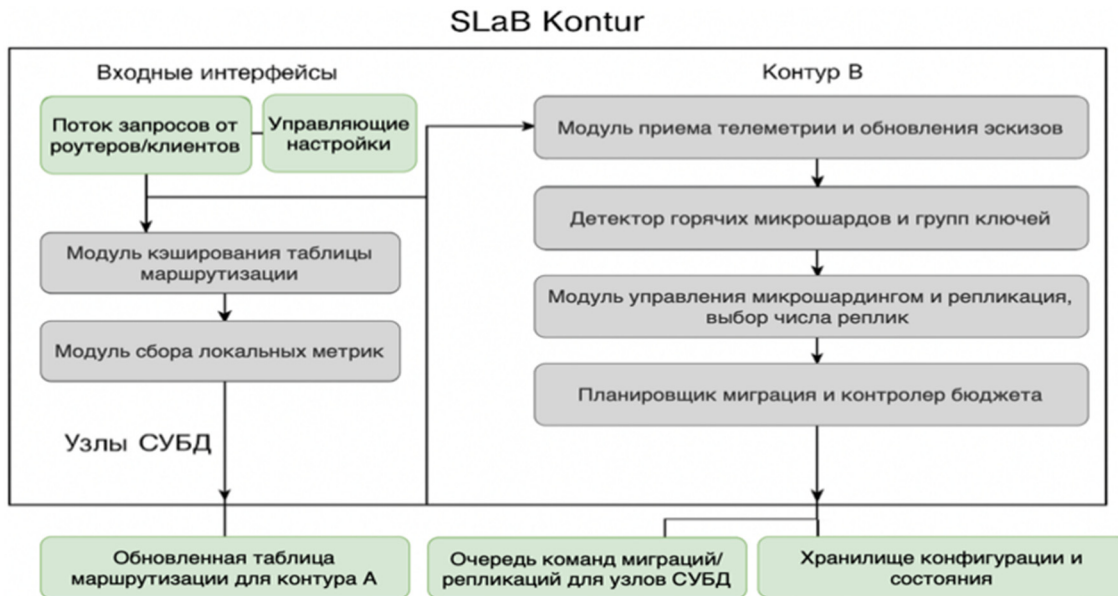 SLaB Kontur
Входные интерфейсы
Поток запросов от
роутеров/клиентов
Управляющие
настройки
Модуль кэширования таблицы
маршрутизации
Модуль сбора локальных метрик
Узлы СУБД
Контур B
Модуль приема телеметрии и обновления эскизов
Детектор горячих микрошардов и групп ключей
Модуль управления микрошардингом и репликация,
выбор числа реплик
Планировщик миграция и контролер бюджета
Обновленная таблица
маршрутизации для контура А
Очередь команд миграций/
репликаций для узлов СУБД
Хранилище конфигурации и
состояния